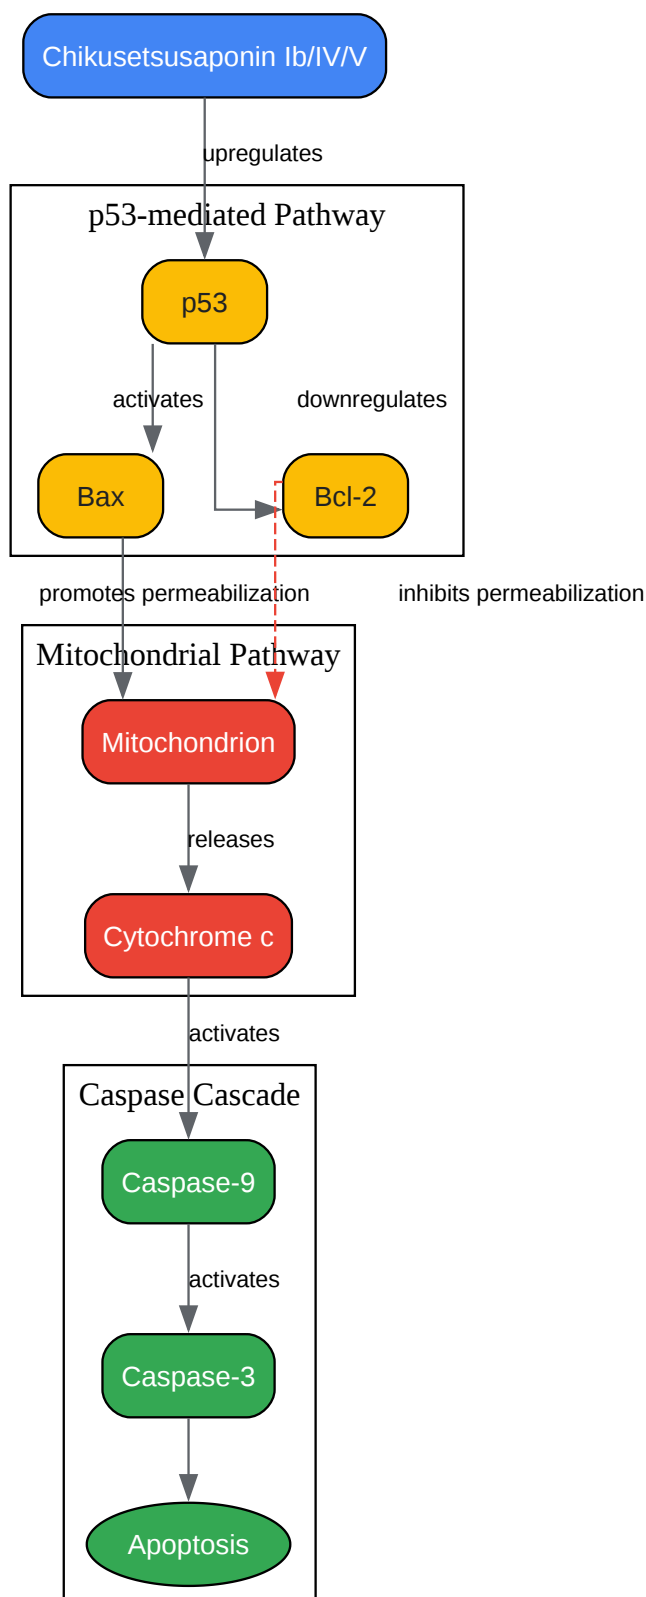 Chikusetsusaponin Ib/IV/V
upregulates
p53-mediated Pathway
p53
activates
downregulates
Bax
Bcl-2
promotes permeabilization
inhibits permeabilization
Mitochondrial Pathway
Mitochondrion
releases
Cytochrome c
activates
Caspase Cascade
Caspase-9
activates
Caspase-3
Apoptosis